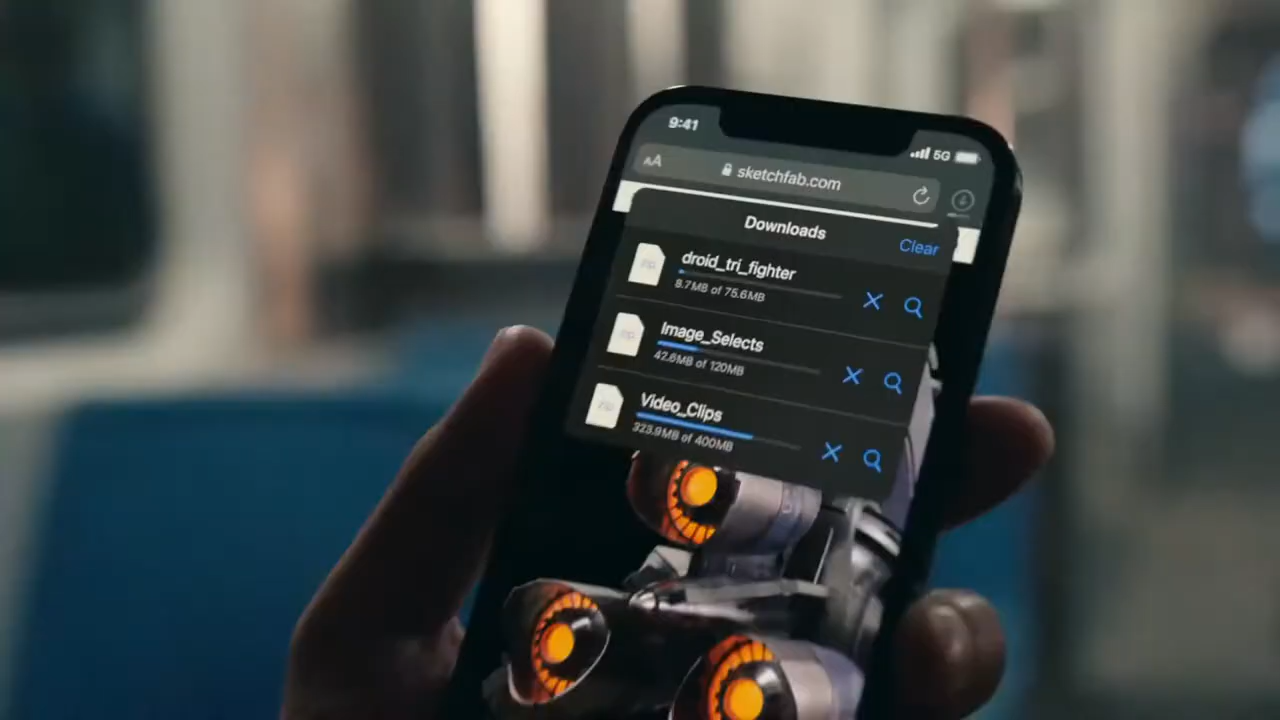 9:41
5G
AA
sketchfab.com
Downloads
Clear
droid_tri_fighter
8.7MB of 75.6MB
Image_Selects
42.6MB of 120MB
Video_Clips
323.9MB of 400MB